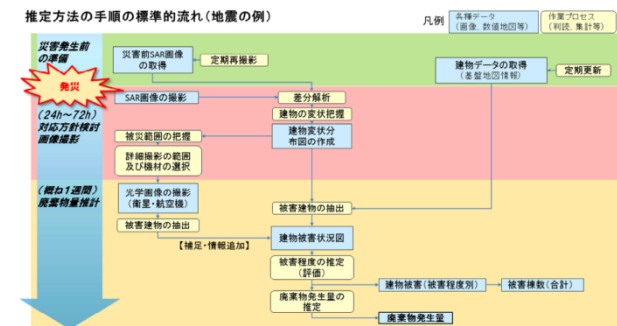 推定方法の手順の標準的流れ(地震の例)
凡例
各種データ
(画像、数値地図等)
作業プロセス
(判読、集計等)
災害発生前
の準備
災害前SAR画像
の取得
定期再撮影
建物データの取得
(基盤地図情報)
定期更新
発災
SAR画像の撮影
差分解析
建物の変状把握
(24h~72h)
対応方針検討
画像撮影
被災範囲の把握
建物変状分
布図の作成
詳細撮影の範囲
及び機材の選択
(概ね1週間)
廃棄物量推計
光学画像の撮影
(衛星・航空機)
被害建物の抽出
被害建物の抽出
【補足・情報追加】
建物被害状況図
被害程度の推定
(評価)
建物被害(被害程度別)
被害棟数(合計)
廃棄物発生量の
推定
廃棄物発生量